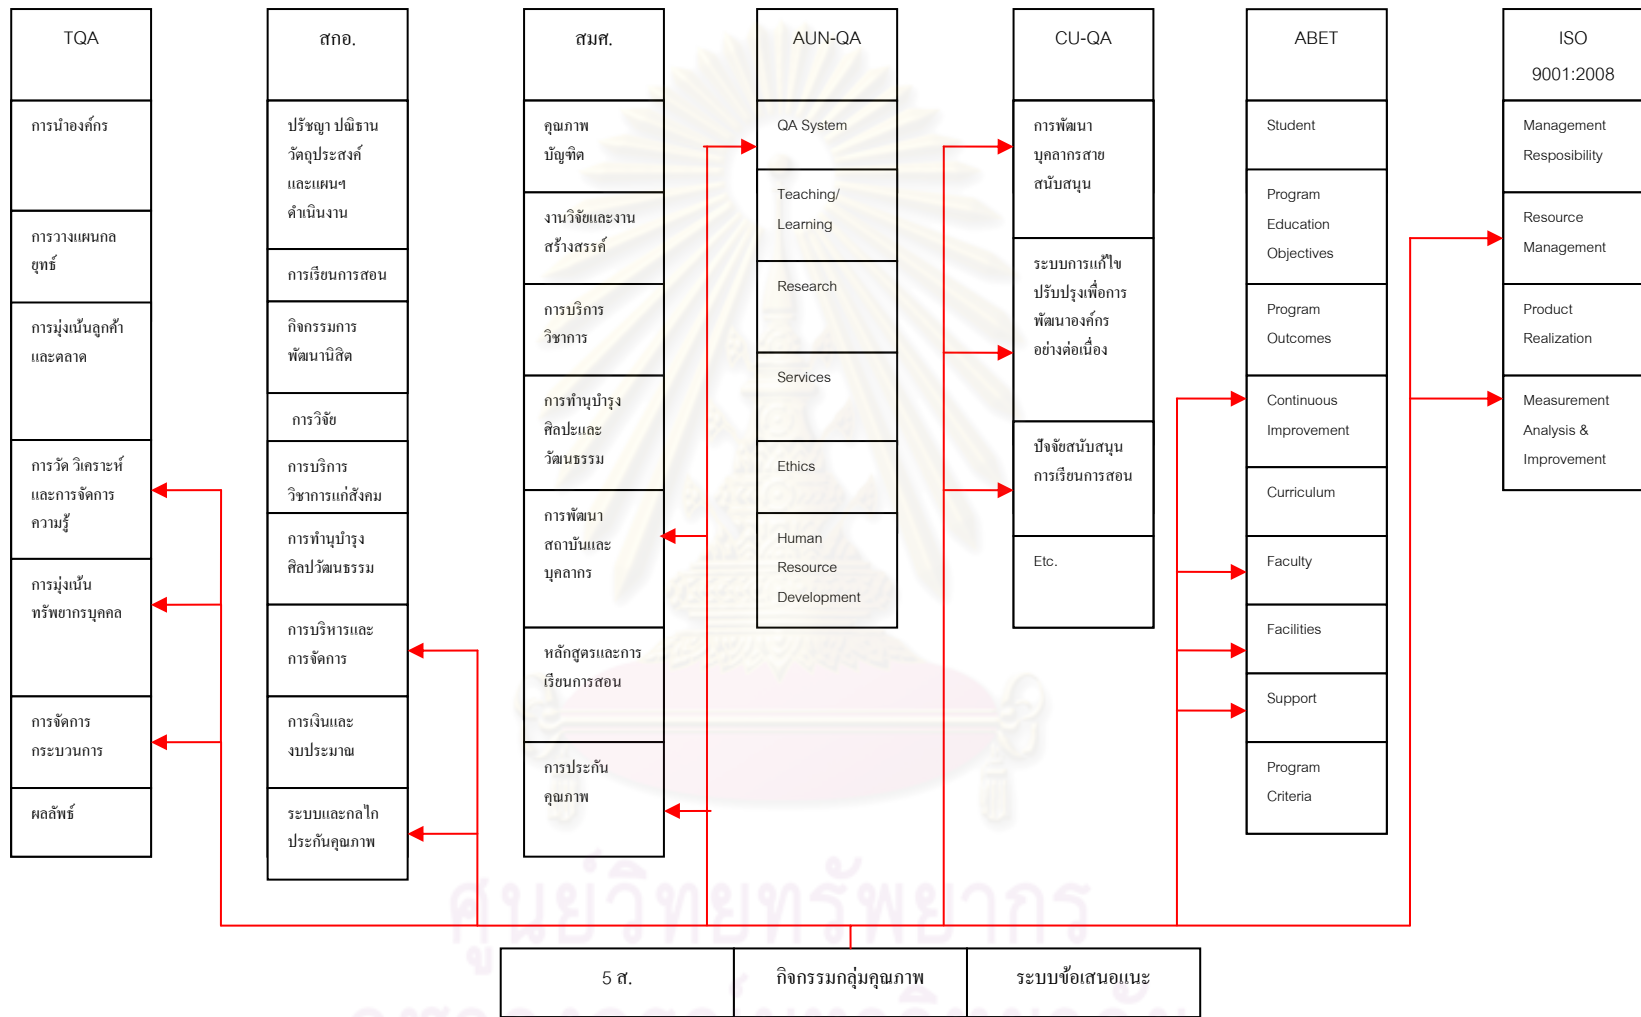 TQA
การนำองค์กร
การวางแผนกล
ยุทธ์
การมุ่งเน้นลูกค้า
และตลาด
การวัด วิเคราะห์
และการจัดการ
ความรู้
การมุ่งเน้น
ทรัพยากรบุคคล
การจัดการ
กระบวนการ
ผลลัพธ์
สกอ.
ปรัชญา ปณิธาน
วัตถุประสงค์
และแผนฯ
ดำเนินงาน
การเรียนการสอน
กิจกรรมการ
พัฒนานิสิต
การวิจัย
การบริการ
วิชาการแก่สังคม
การทำนุบำรุง
ศิลปวัฒนธรรม
การบริหารและ
การจัดการ
การเงินและ
งบประมาณ
ระบบและกลไก
ประกันคุณภาพ
สมศ.
คุณภาพ
บัญฑิต
งานวิจัยและงาน
สร้างสรรค์
การบริการ
วิชาการ
การทำนุบำรุง
ศิลปะและ
วัฒนธรรม
การพัฒนา
สถาบันและ
บุคลากร
หลักสูตรและการ
เรียนการสอน
การประกัน
คุณภาพ
AUN-QA
QA System
Teaching/
Learning
Research
Services
Ethics
Human
Resource
Development
CU-QA
การพัฒนา
บุคลากรสาย
สนับสนุน
ระบบการแก้ไข
ปรับปรุงเพื่อการ
พัฒนาองค์กร
อย่างต่อเนื่อง
ปัจจัยสนับสนุน
การเรียนการสอน
Etc.
ABET
Student
Program
Education
Objectives
Program
Outcomes
Continuous
Improvement
Curriculum
Faculty
Facilities
Support
Program
Criteria
ISO
9001:2008
Management
Resposibility
Resource
Management
Product
Realization
Measurement
Analysis &
Improvement
ศูนย์วิทยทรัพยากร
5 ส.
กิจกรรมกลุ่มคุณภาพ
ระบบข้อเสนอแนะ